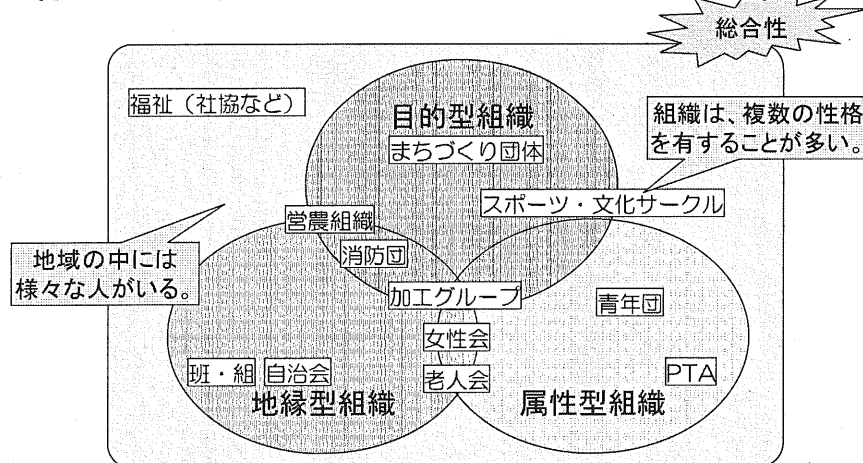 総合性
福祉（社協など）
目的型組織
まちづくり団体
組織は、複数の性格
を有することが多い。
スポーツ・文化サークル
営農組織
消防団
地域の中には
様々な人がいる。
加工グループ
青年団
女性会
班・組
自治会
老人会
PTA
地縁型組織
属性型組織